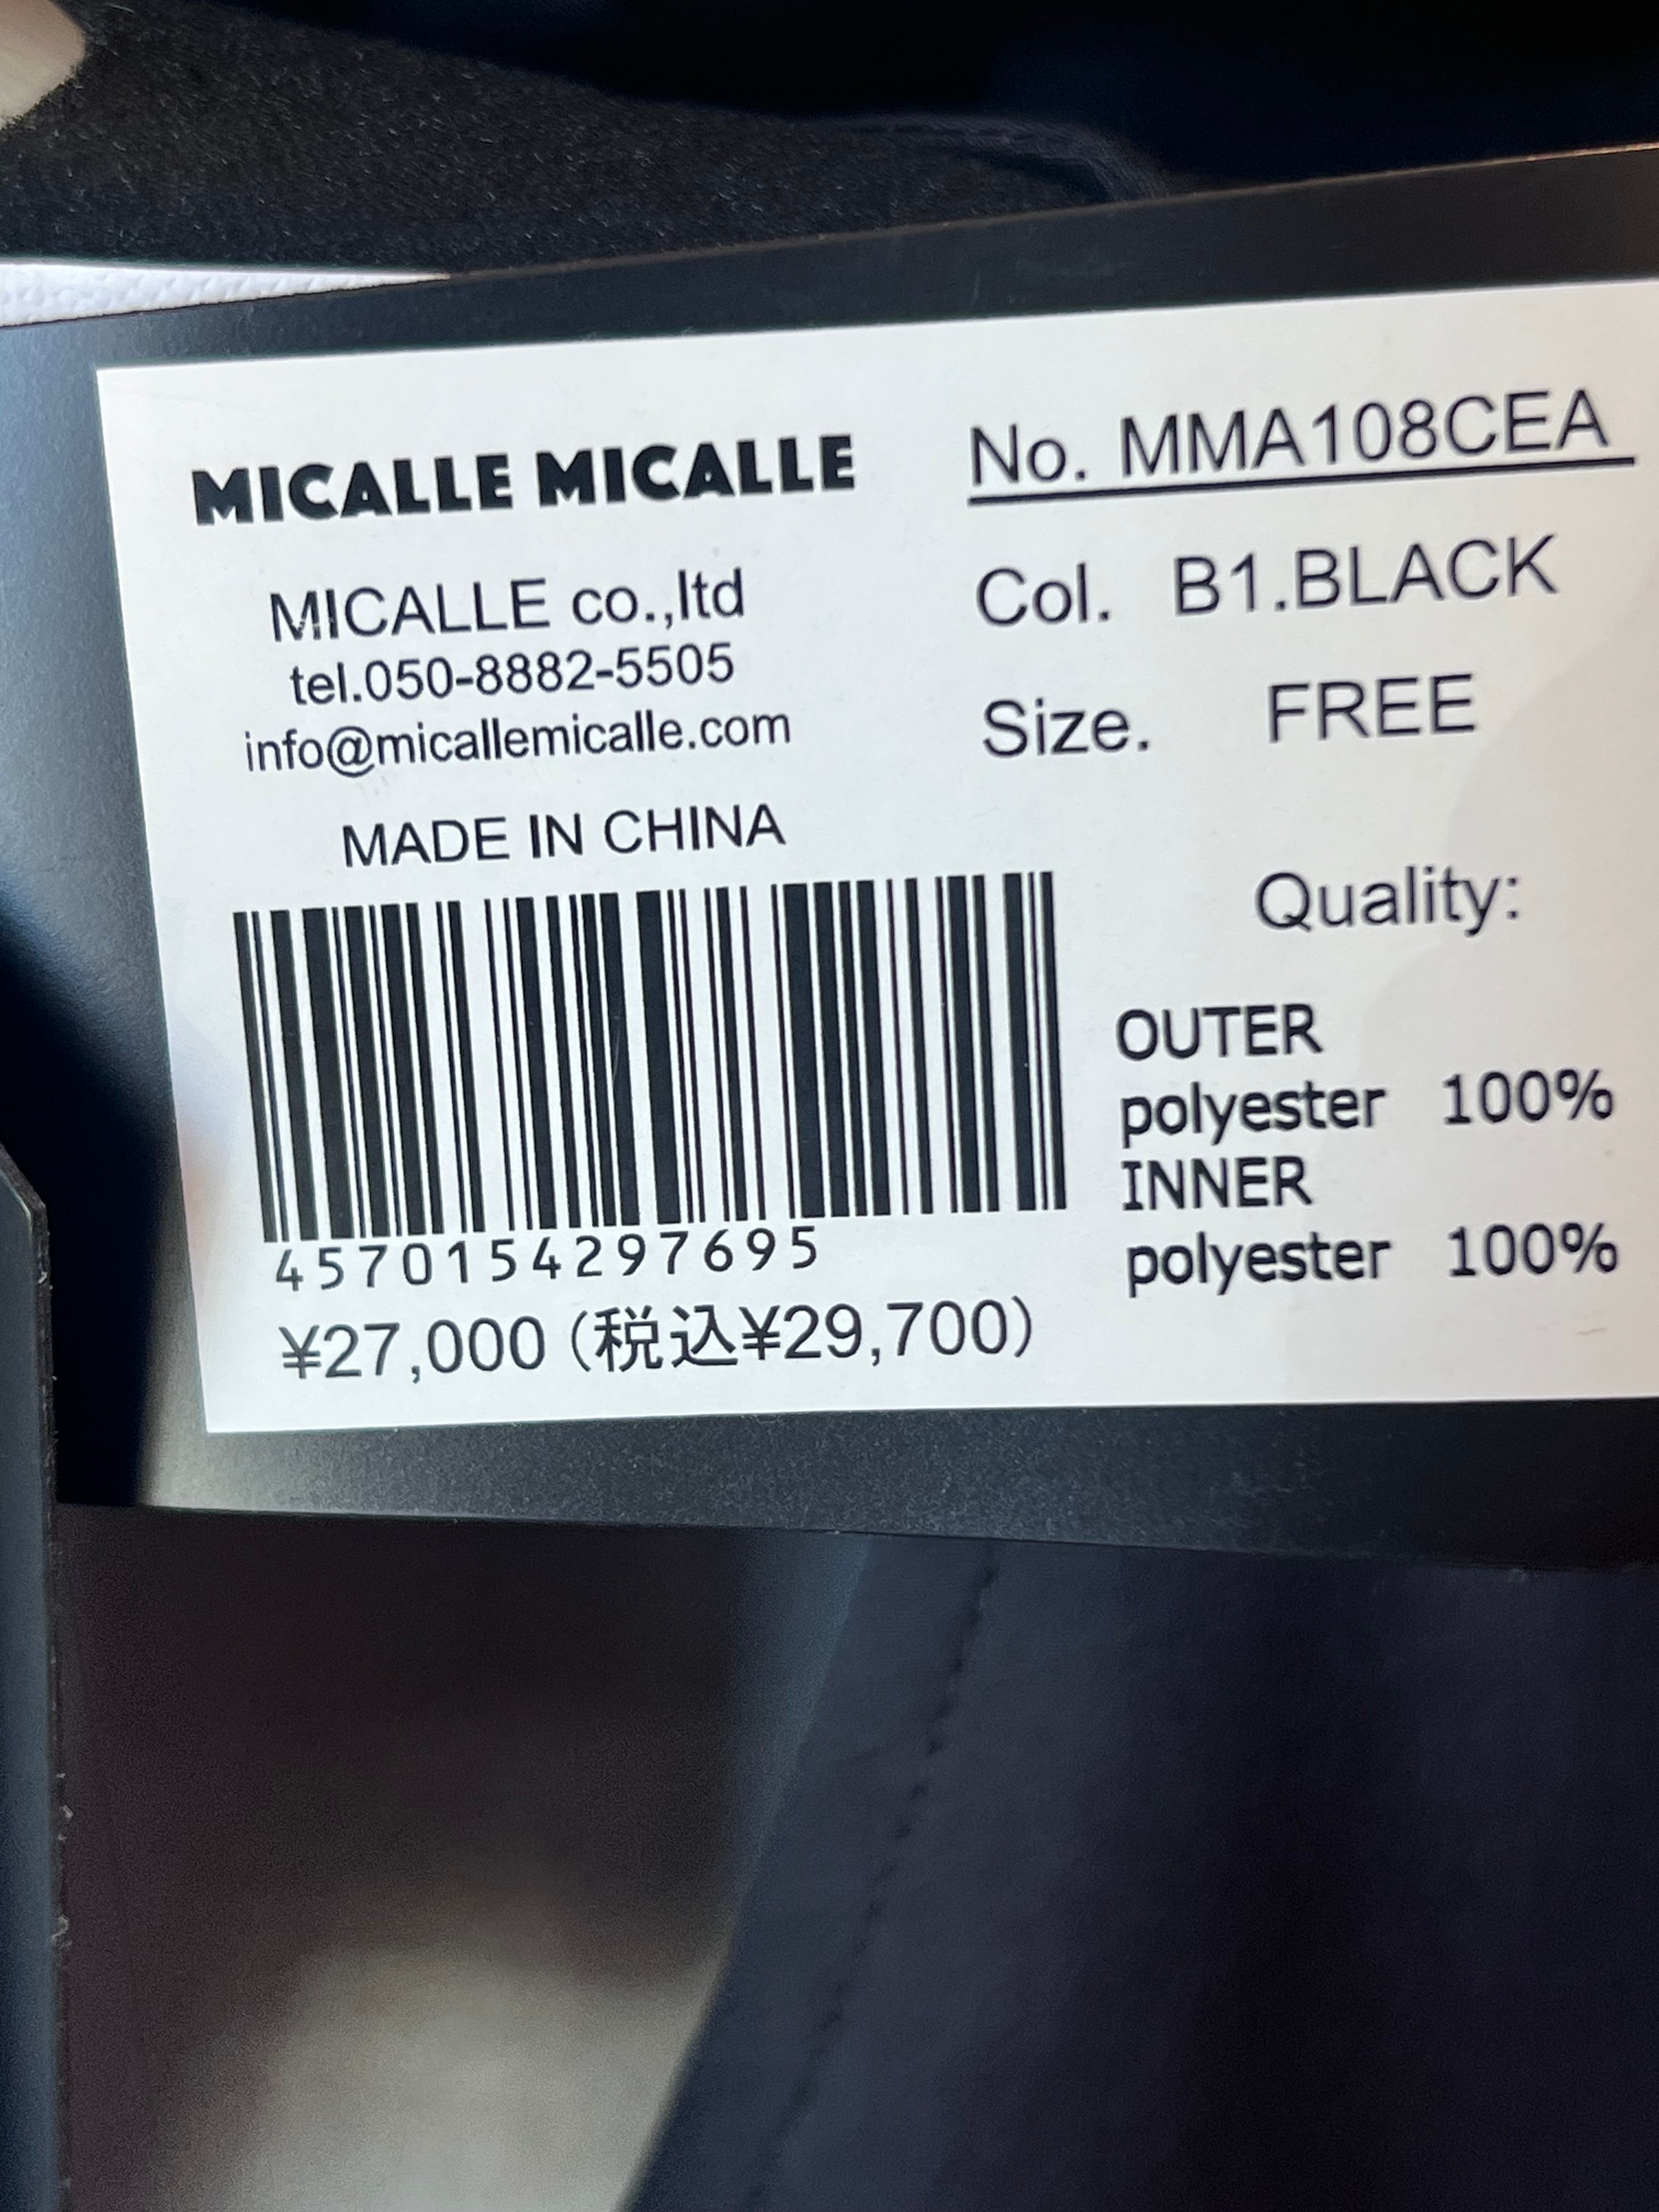 MICALLE MICALLE
MICALLE co.,ltd
tel.050-8882-5505
info@micallemicalle.com
MADE IN CHINA
4570154297695
¥27,000 (税込¥29,700)
No. MMA108CEA
Col. B1.BLACK
Size. FREE
Quality:
OUTER
polyester 100%
INNER
polyester 100%